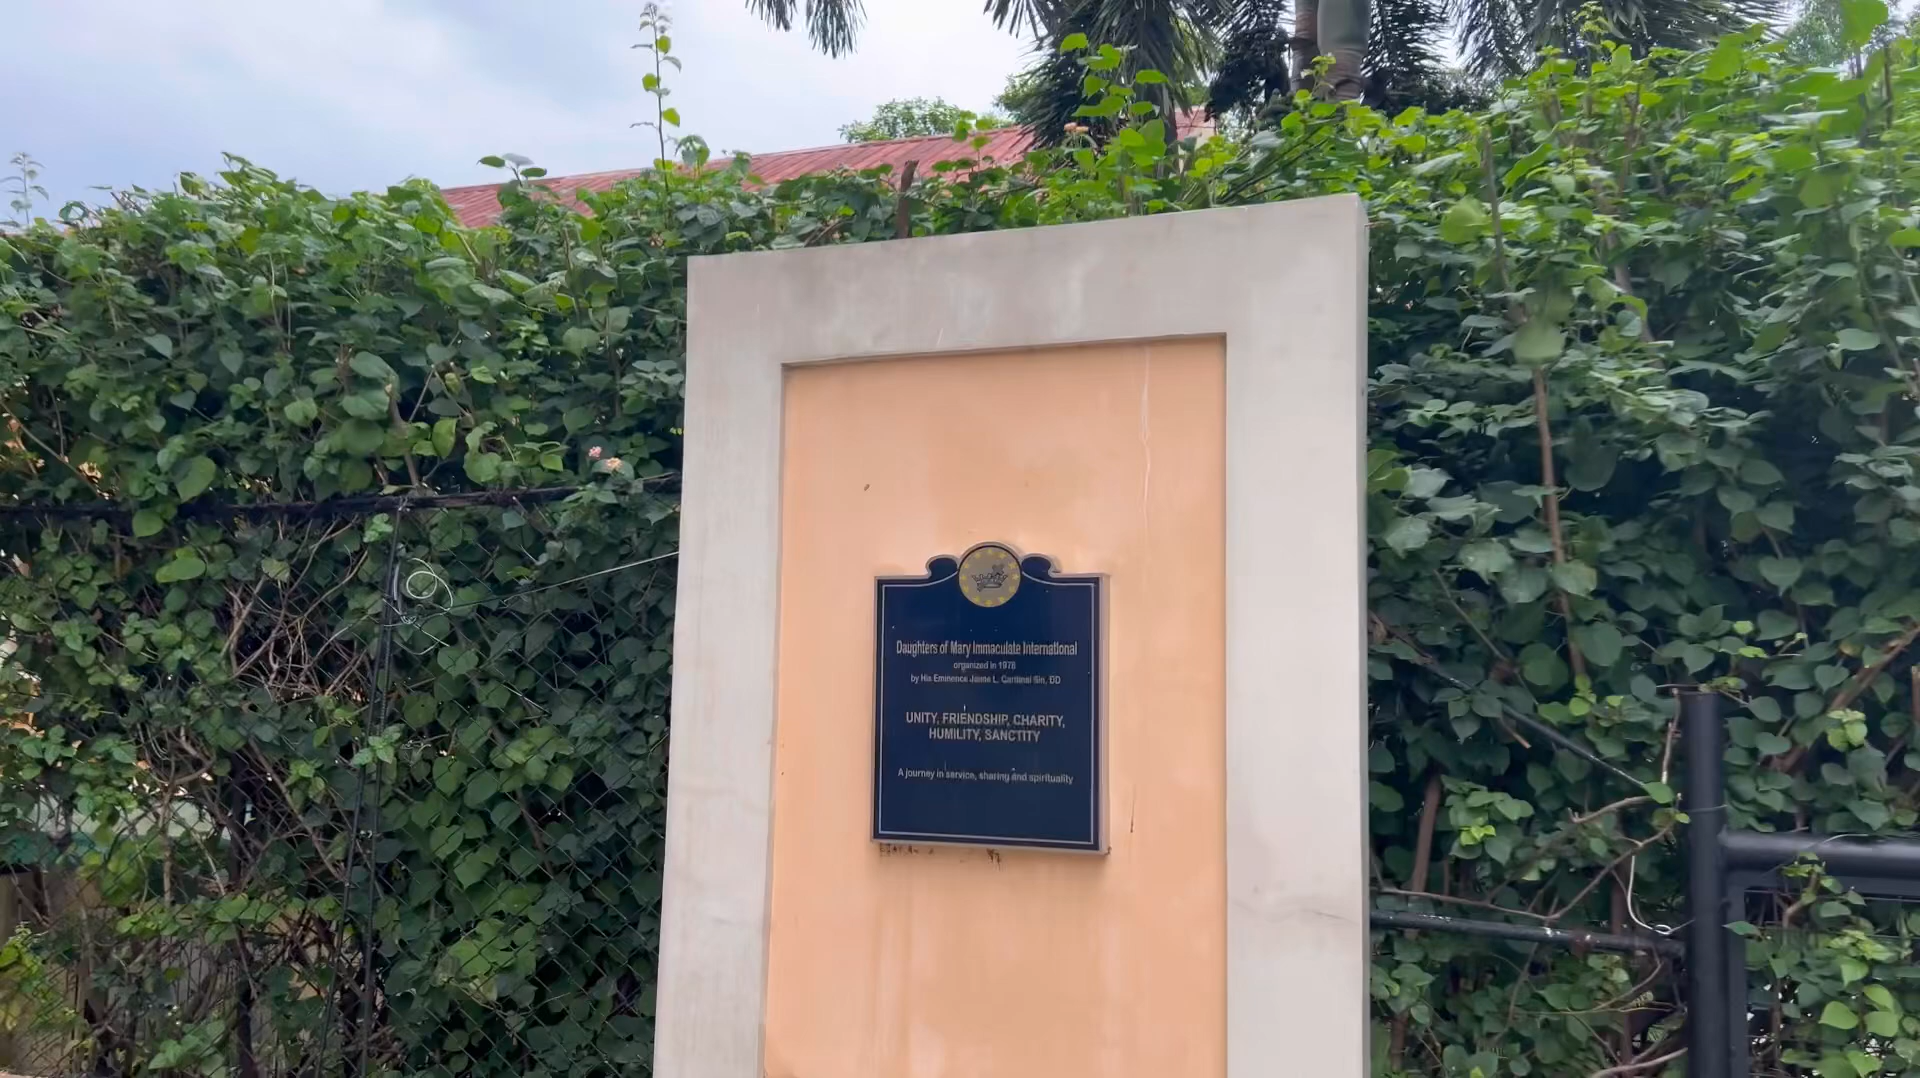 Daughters of Mary Immaculate International
organized in 1978
by His Eminence Jaime L. Cardinal Sin, DD
UNITY, FRIENDSHIP, CHARITY,
HUMILITY, SANCTITY
A journey in service, sharing and spirituality